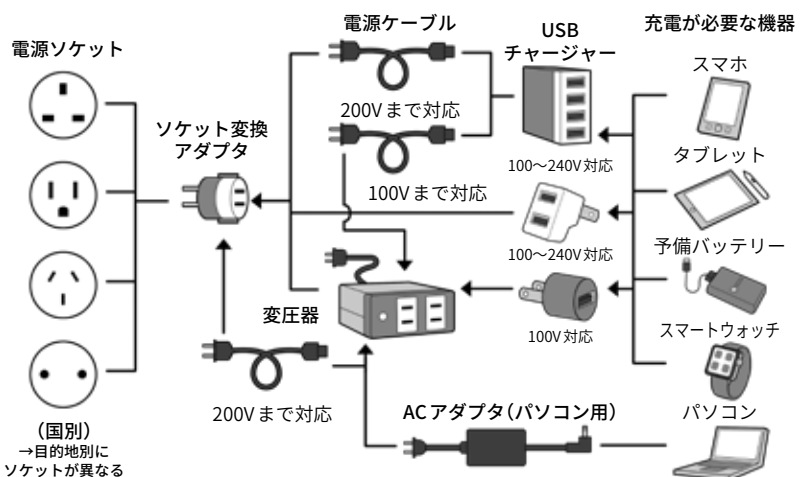 電源ソケット
ソケット変換
アダプタ
電源ケーブル
200Vまで対応
100Vまで対応
USB
チャージャー
100〜240V対応
100〜240V対応
100V対応
充電が必要な機器
スマホ
タブレット
予備バッテリー
スマートウォッチ
パソコン
変圧器
200Vまで対応
ACアダプタ（パソコン用）
（国別）
→目的地別に
ソケットが異なる